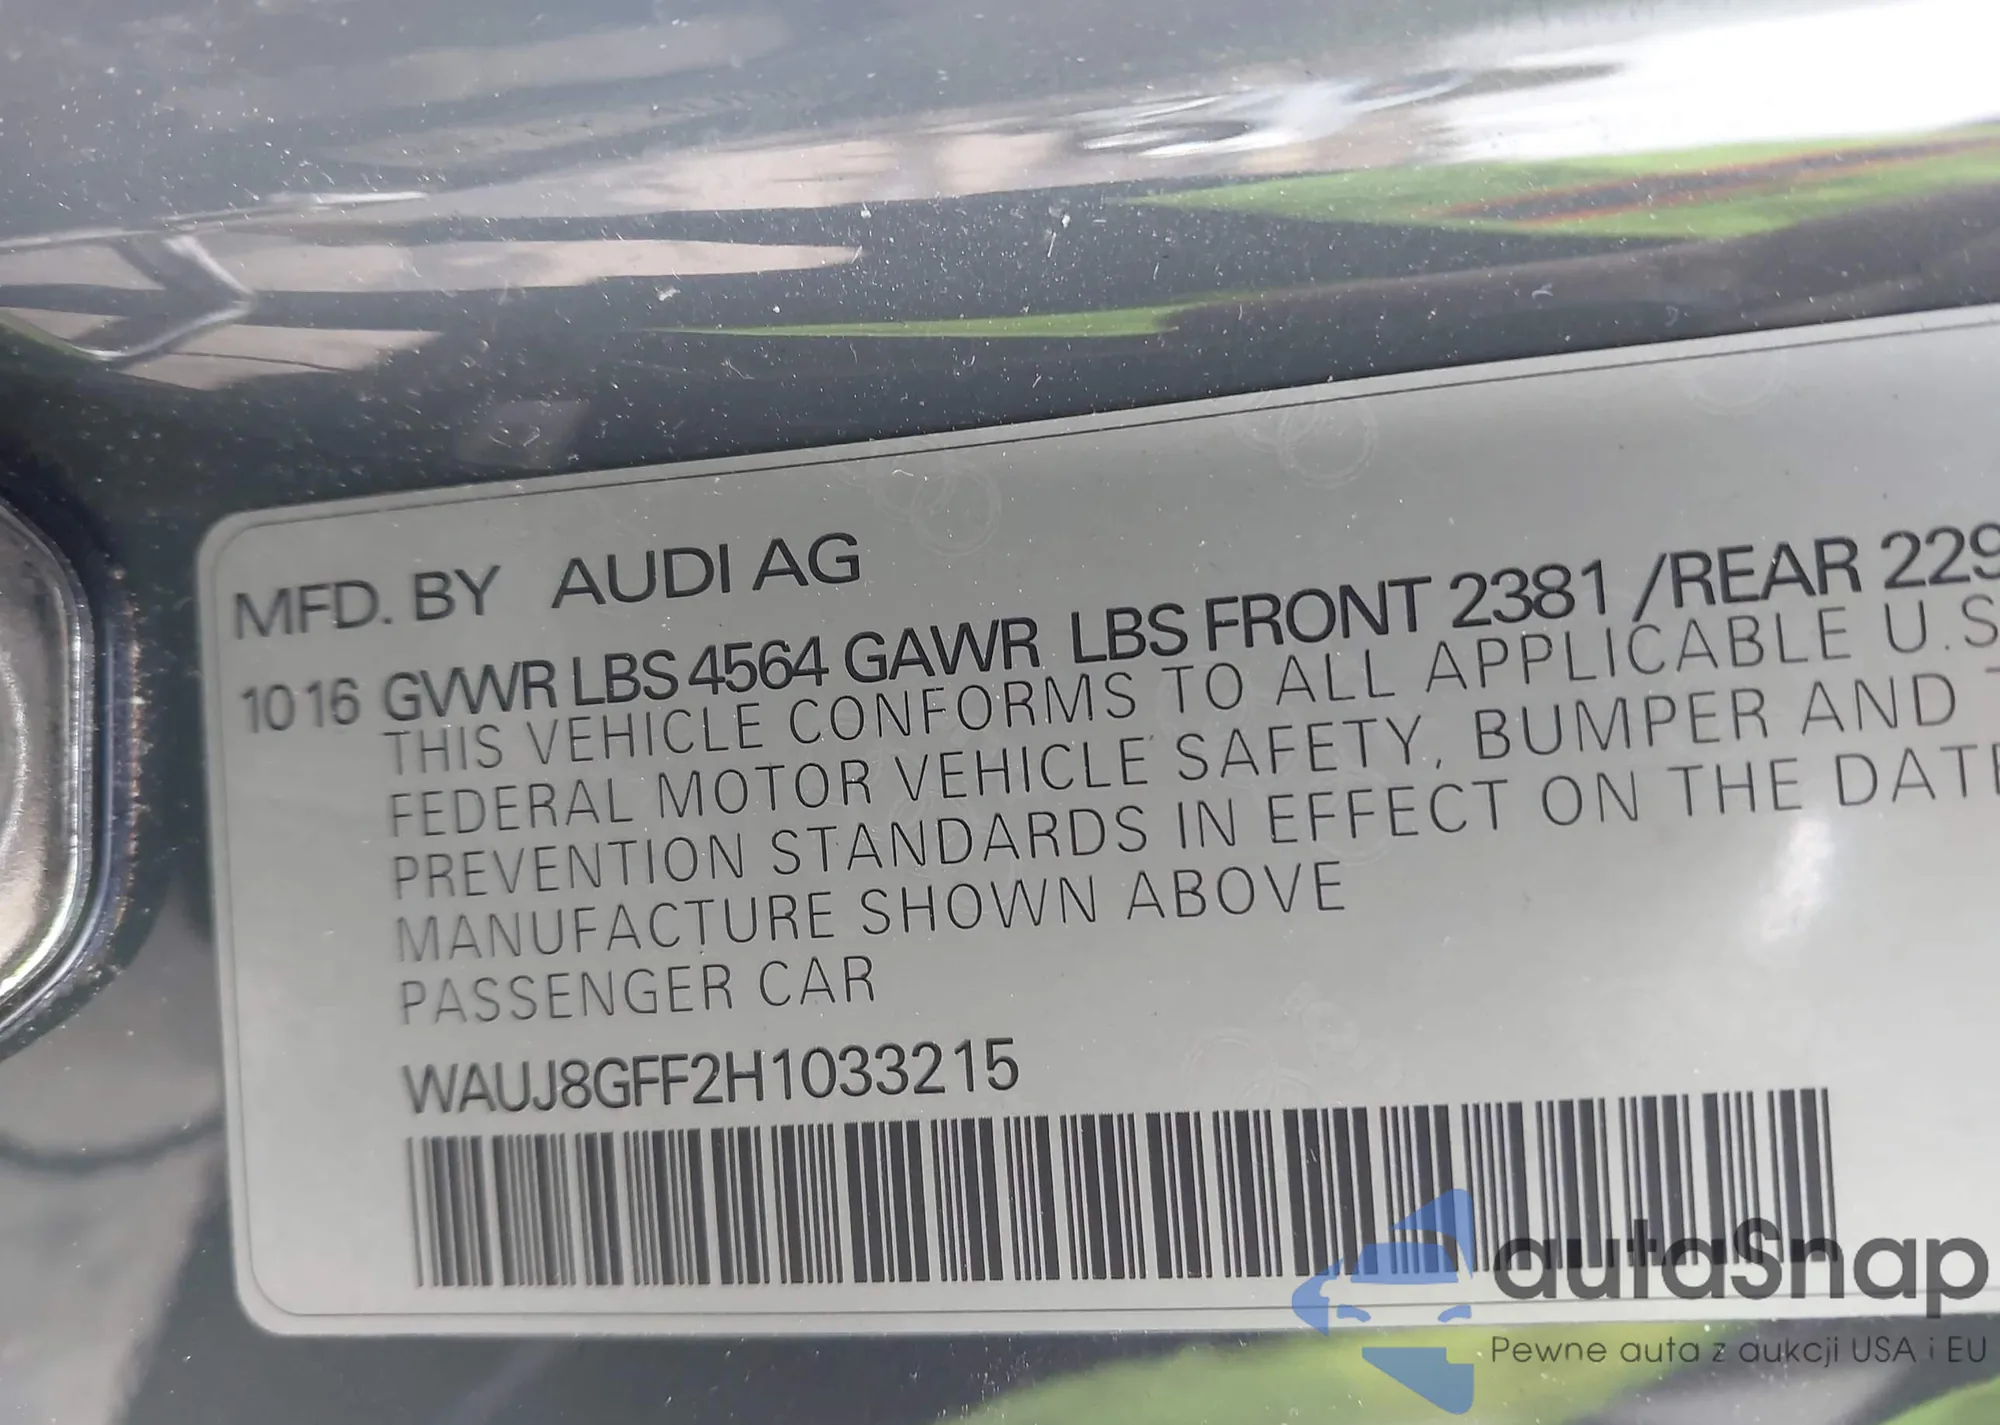 MFD. BY AUDI AG
1016 GVWR LBS 4564 GAWR LBS FRONT 2381 /REAR 229
THIS VEHICLE CONFORMS TO ALL APPLICABLE U.S
FEDERAL MOTOR VEHICLE SAFETY, BUMPER AND T
PREVENTION STANDARDS IN EFFECT ON THE DATE
MANUFACTURE SHOWN ABOVE
PASSENGER CAR
WAUJ8GFF2H1033215
autaSnap
Pewne auta z aukcji USA i EU